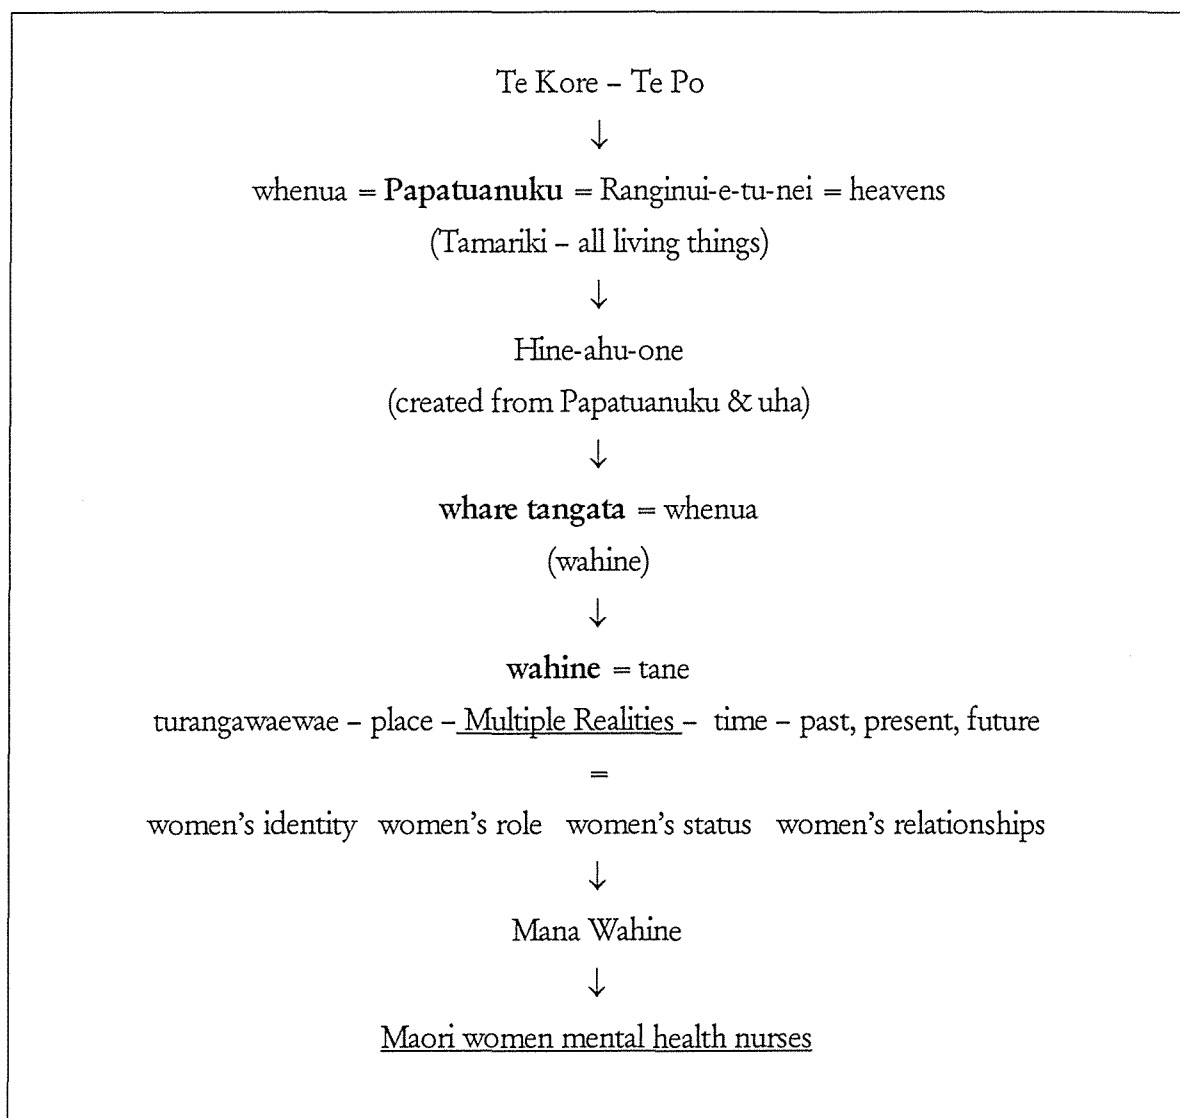 Te Kore – Te Po
↓
whenua = Papatuanuku = Ranginui-e-tu-nei = heavens
(Tamariki – all living things)
↓
Hine-ahu-one
(created from Papatuanuku & uha)
↓
whare tangata = whenua
(wahine)
↓
wahine = tane
turangawaewae – place – Multiple Realities – time – past, present, future
=
women’s identity women’s role women’s status women’s relationships
↓
Mana Wahine
↓
Maori women mental health nurses